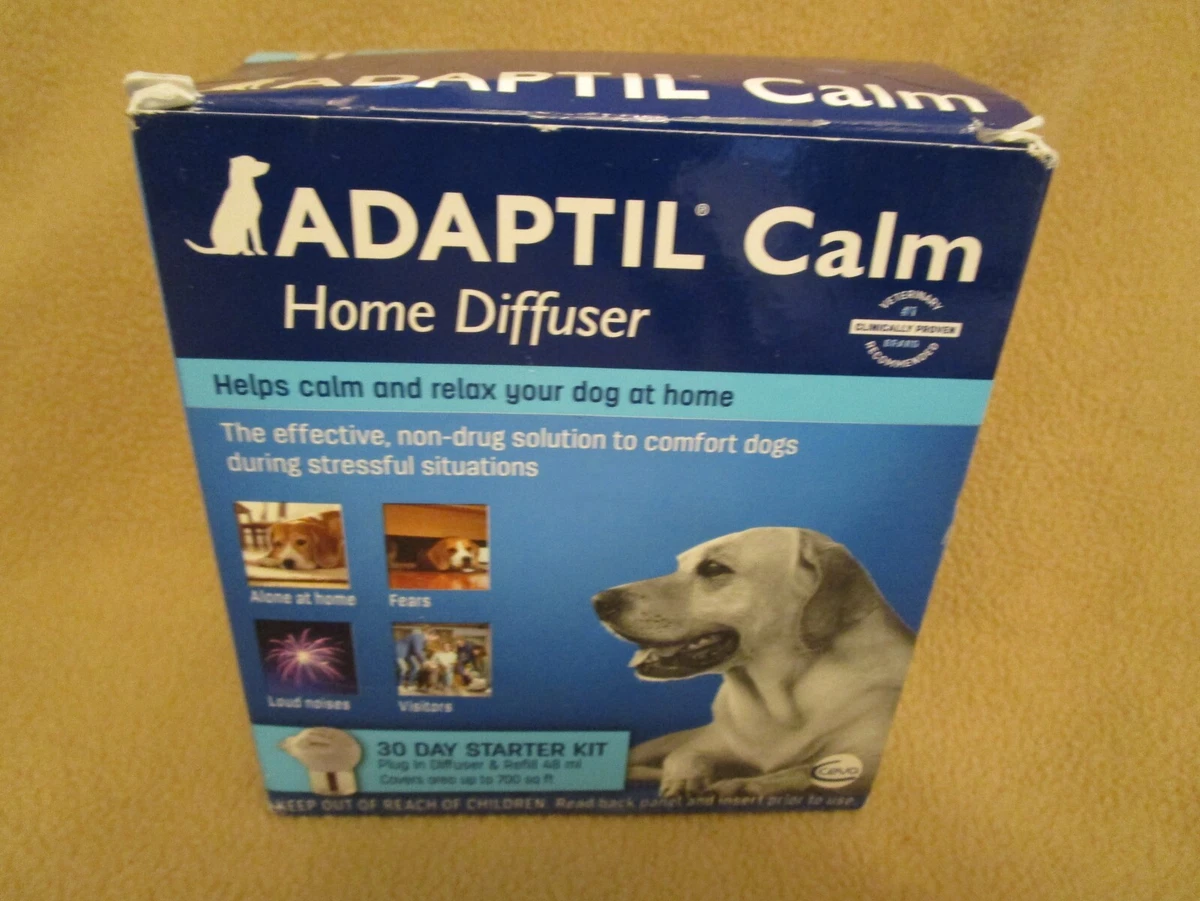 ADAPTIL Calm
ADAPTIL® Calm
Home Diffuser
VETERINARY
#1
CLINICALLY PROVEN
BRAND
RECOMMENDED
Helps calm and relax your dog at home
The effective, non-drug solution to comfort dogs
during stressful situations
Alone at home
Fears
Loud noises
Visitors
30 DAY STARTER KIT
Plug in Diffuser & Refill 48 ml
Covers area up to 700 sq ft
Ceva
KEEP OUT OF REACH OF CHILDREN. Read back panel and insert prior to use.